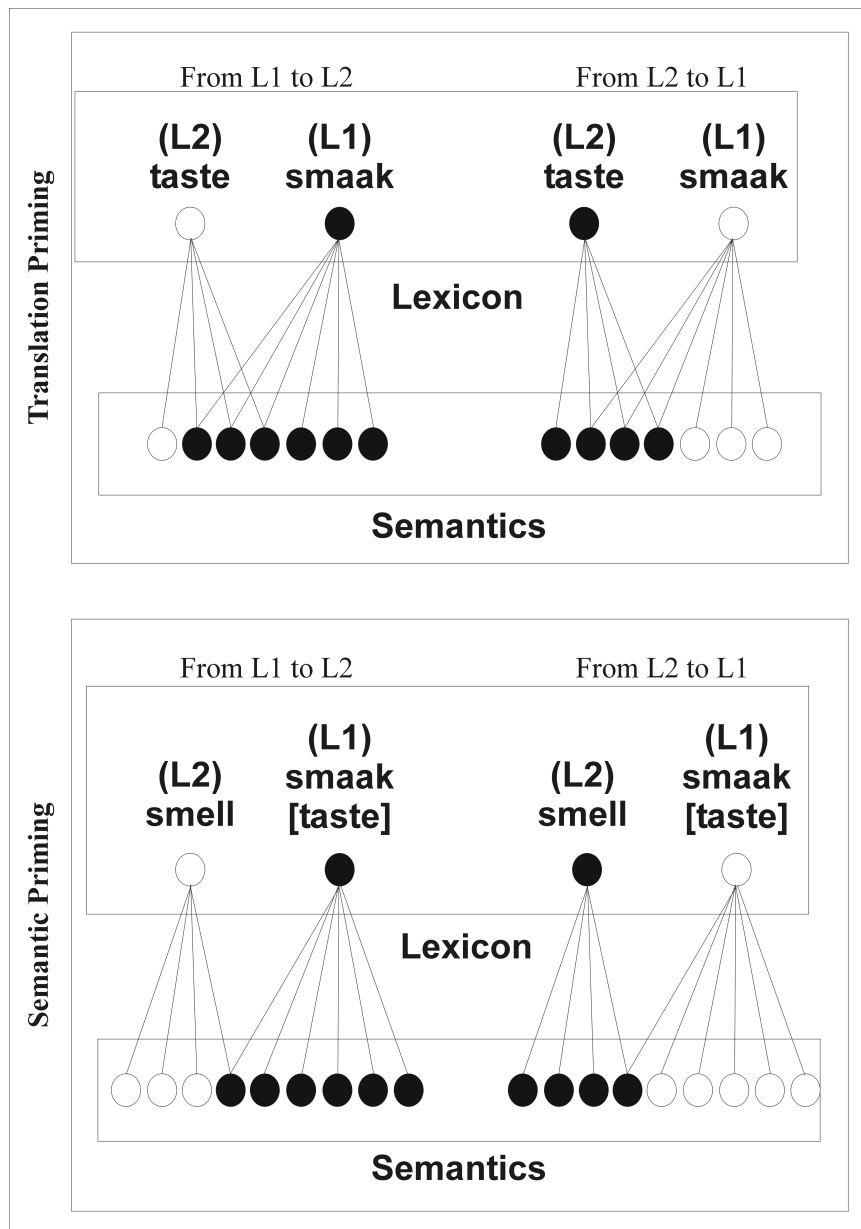 Translation Priming
From L1 to L2
From L2 to L1
(L2)
taste
(L1)
smaak
(L2)
taste
(L1)
smaak
Lexicon
Semantics
Semantic Priming
From L1 to L2
From L2 to L1
(L2)
smell
(L1)
smaak
[taste]
(L2)
smell
(L1)
smaak
[taste]
Lexicon
Semantics